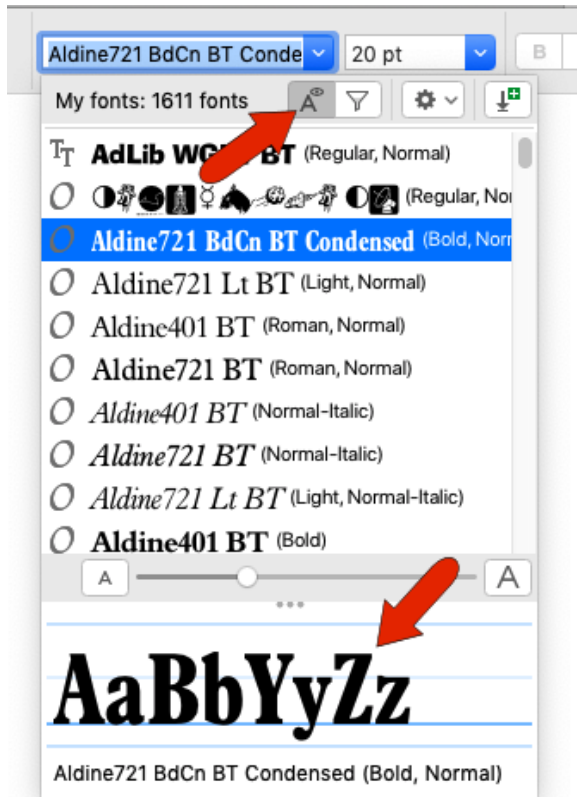 Aldine721 BdCn BT Conde 20 pt B
My fonts: 1611 fonts
AdLib BT (Regular, Normal)
(Regular, Nor
Aldine721 BdCn BT Condensed (Bold, Norr
Aldine721 Lt BT (Light, Normal)
Aldine401 BT (Roman, Normal)
Aldine721 BT (Roman, Normal)
Aldine401 BT (Normal-Italic)
Aldine721 BT (Normal-Italic)
Aldine721 Lt BT (Light, Normal-Italic)
Aldine401 BT (Bold)
A A
AaBbYyZz
Aldine721 BdCn BT Condensed (Bold, Normal)